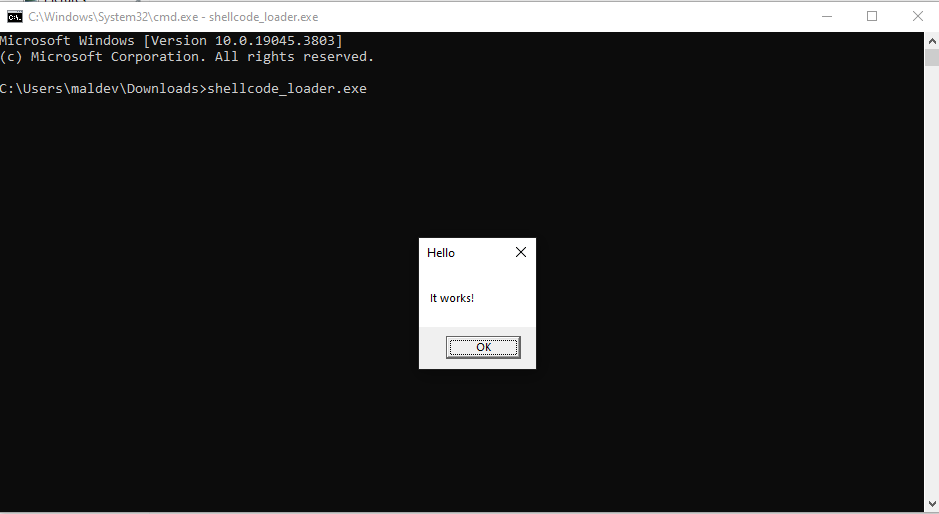 C:\Windows\System32\cmd.exe - shellcode_loader.exe
Microsoft Windows [Version 10.0.19045.3803]
(c) Microsoft Corporation. All rights reserved.
C:\Users\maldev\Downloads>shellcode_loader.exe
Hello
It works!
OK